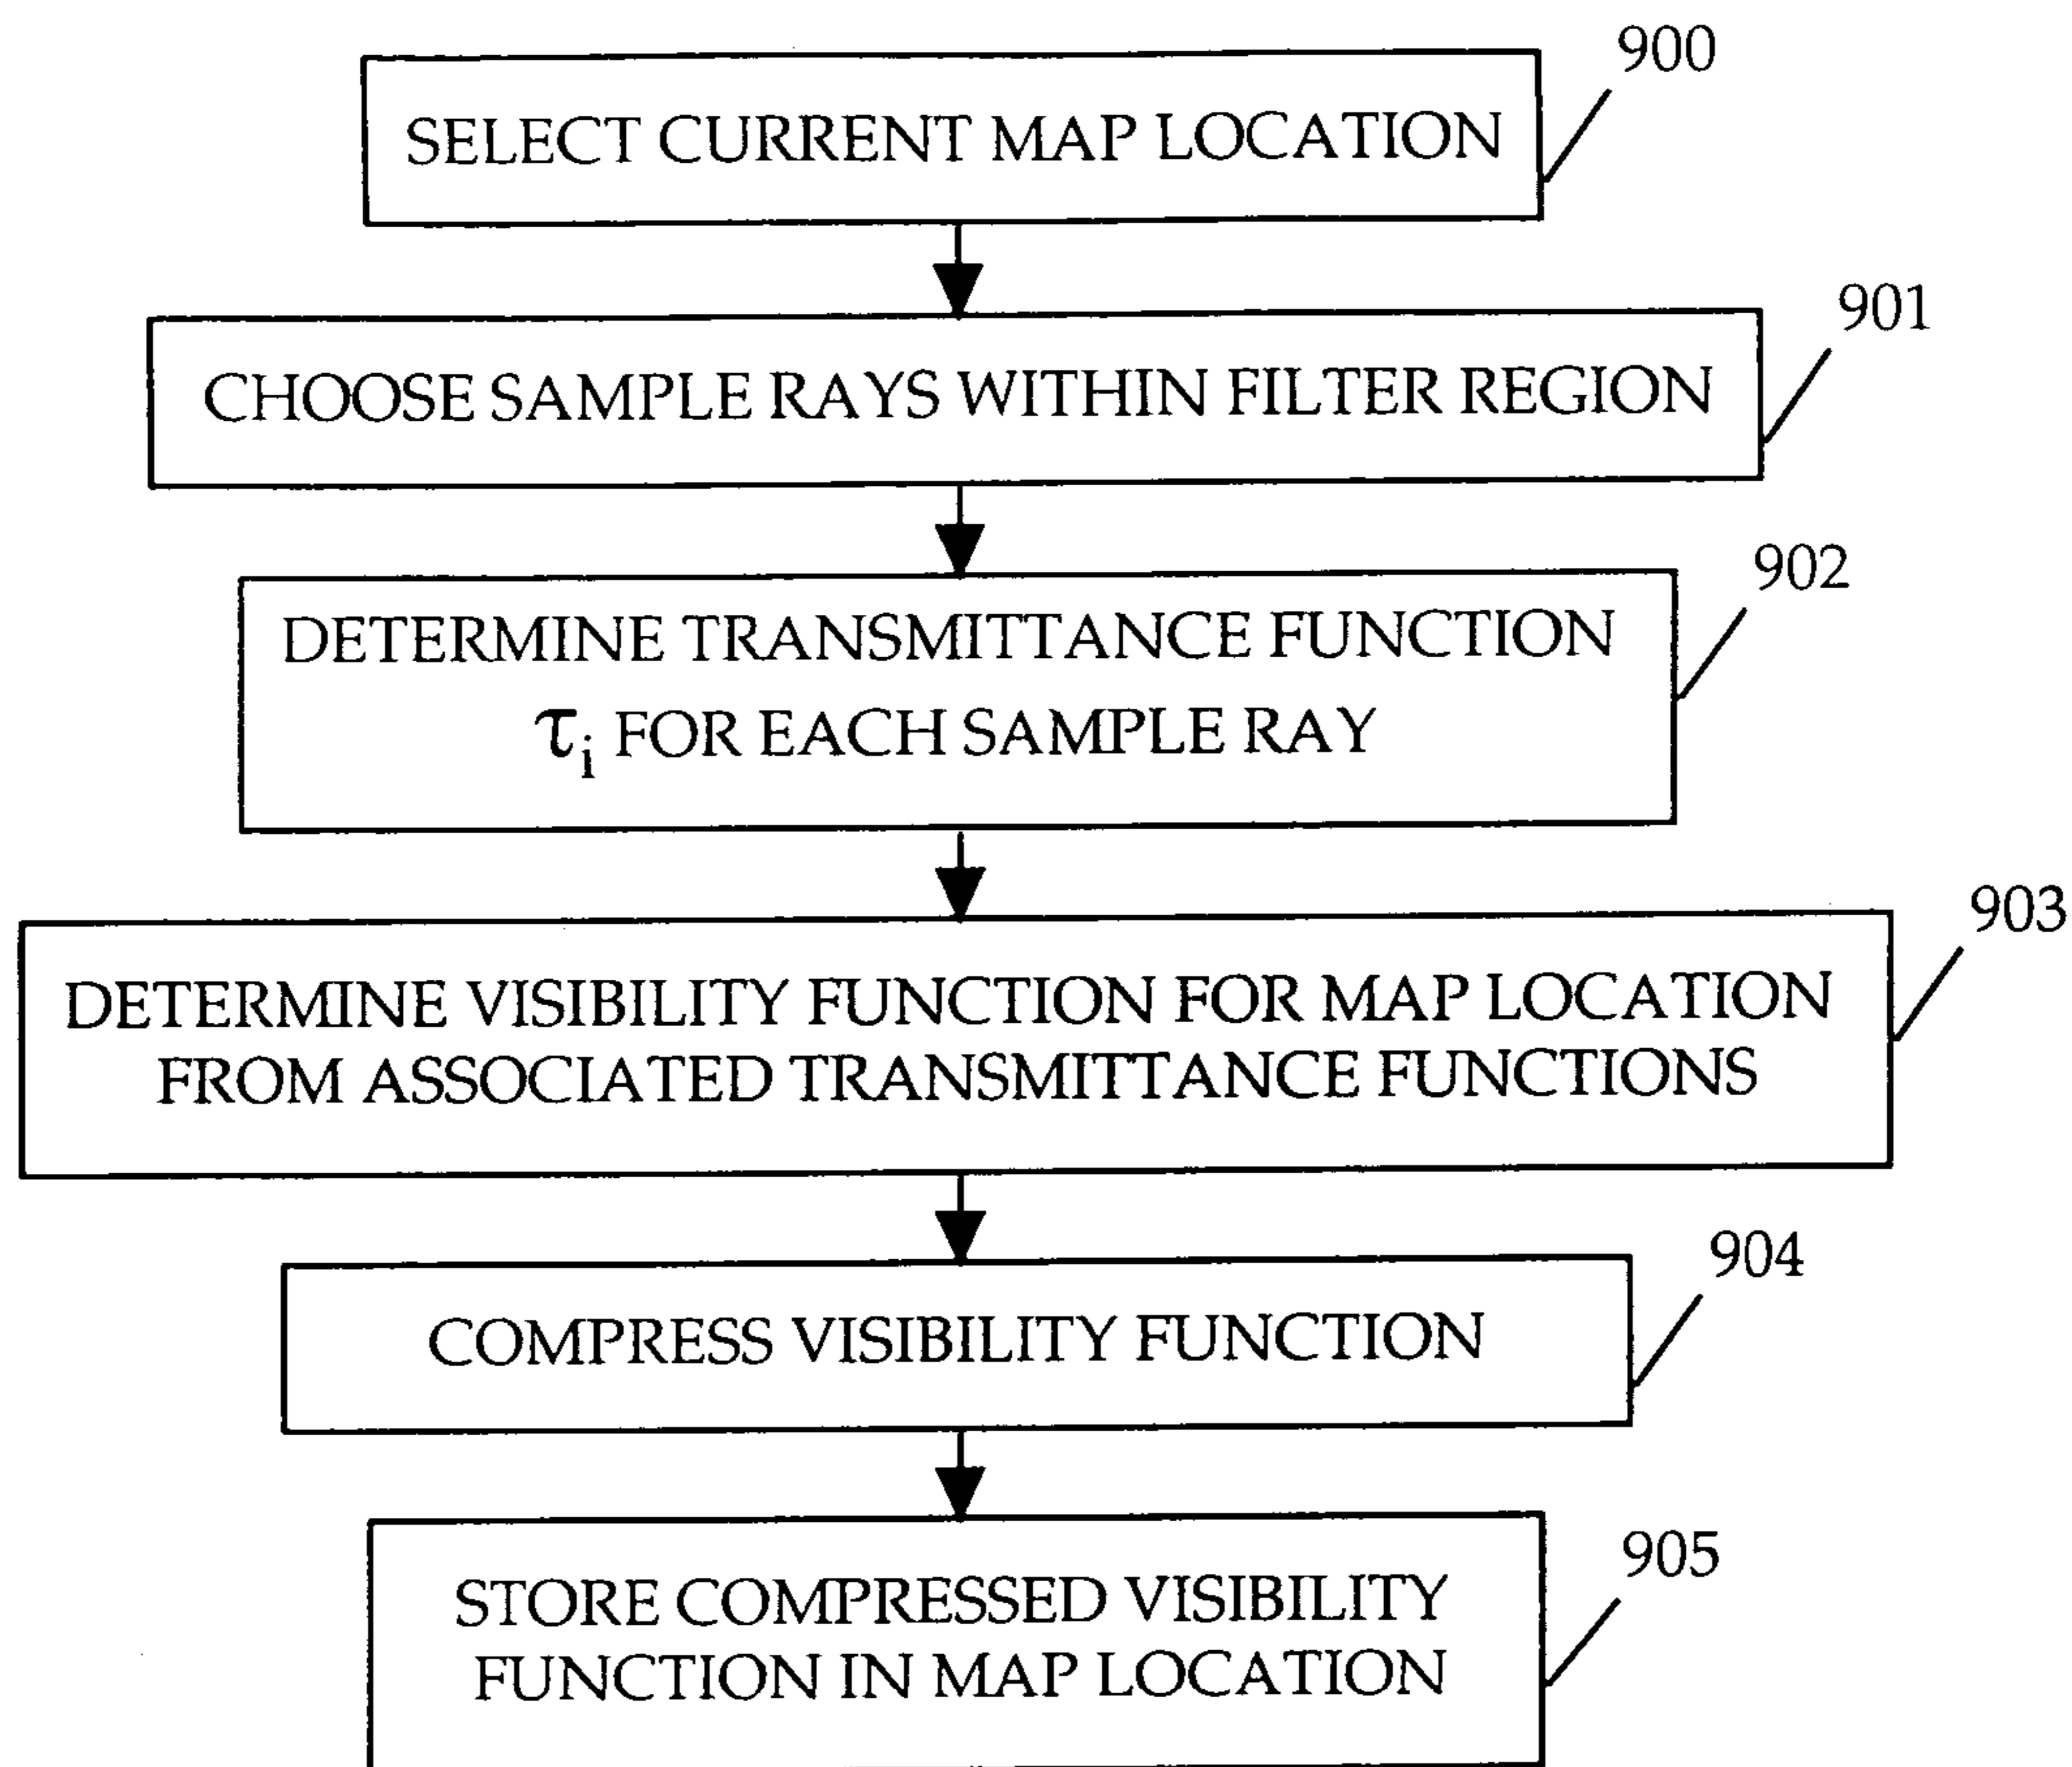 900
SELECT CURRENT MAP LOCATION
901
CHOOSE SAMPLE RAYS WITHIN FILTER REGION
902
DETERMINE TRANSMITTANCE FUNCTION
τi FOR EACH SAMPLE RAY
903
DETERMINE VISIBILITY FUNCTION FOR MAP LOCATION
FROM ASSOCIATED TRANSMITTANCE FUNCTIONS
904
COMPRESS VISIBILITY FUNCTION
905
STORE COMPRESSED VISIBILITY
FUNCTION IN MAP LOCATION